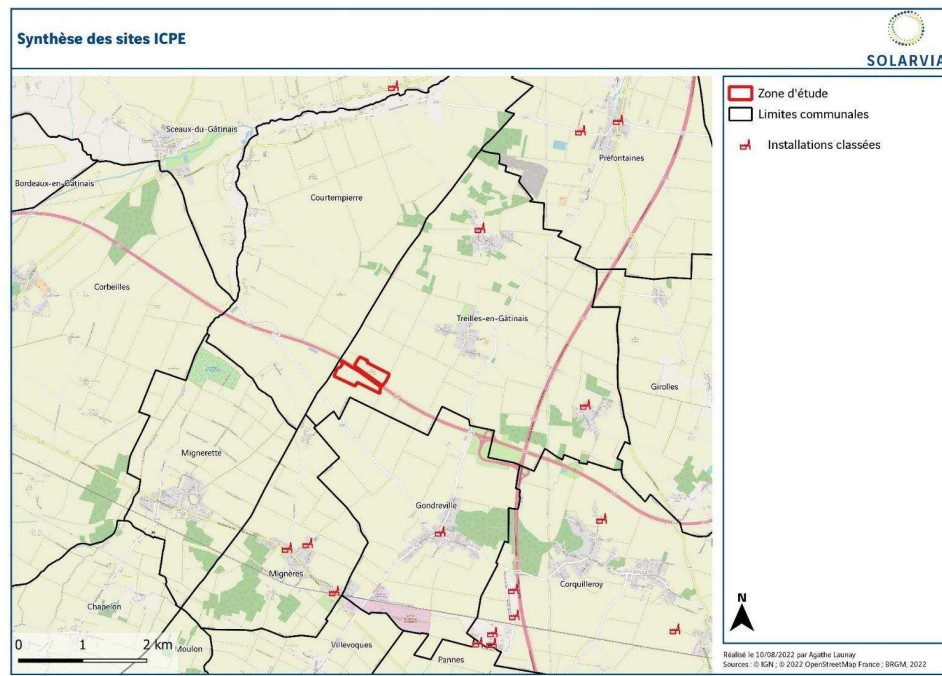 Synthèse des sites ICPE
SOLARVIA
Sceaux-du-Gâtinais
Préfontaines
Bordeaux-en-Gâtinais
Courtempierre
Corbeilles
Treilles-en-Gâtinais
Girolles
Mignerette
Gondreville
Mignères
Corquilleroy
Chapelon
Moulon
Villevoques
Pannes
0 1 2 km
Zone d'étude
Limites communales
Installations classées
N
Réalisé le 10/08/2022 par Agathe Launay
Sources : © IGN ; © 2022 OpenStreetMap France ; BRGM, 2022